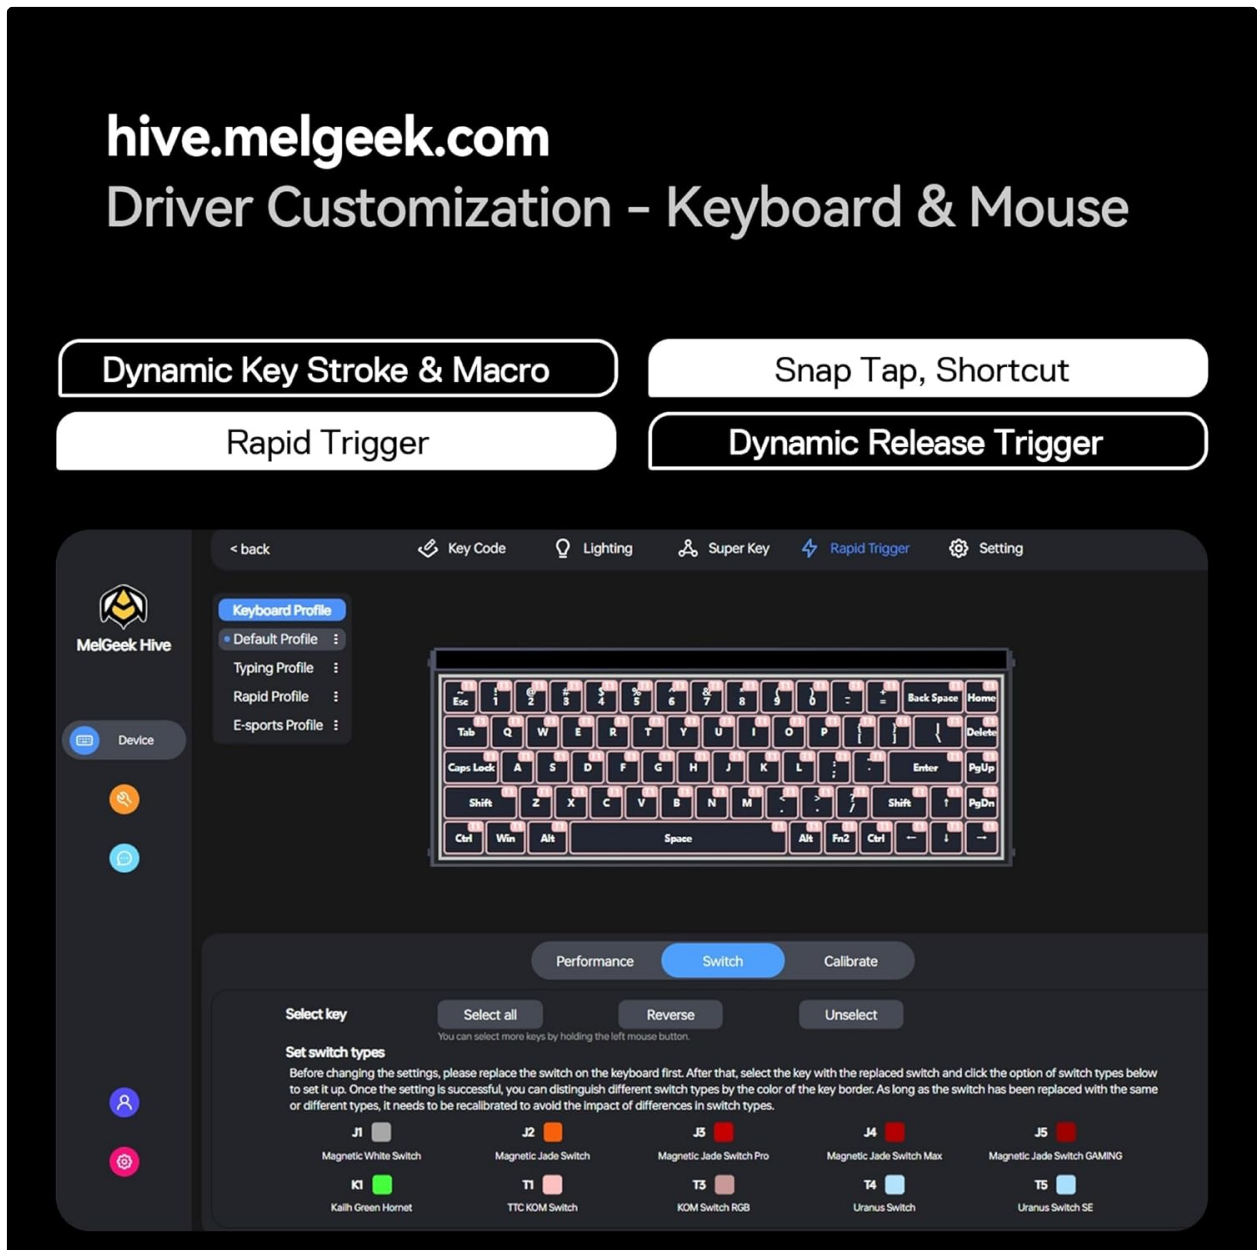 hive.melgeek.com
Driver Customization - Keyboard & Mouse
Dynamic Key Stroke & Macro
Snap Tap, Shortcut
Rapid Trigger
Dynamic Release Trigger
< back
Key Code
Lighting
Super Key
Rapid Trigger
Setting
MelGeek Hive
Device
Keyboard Profile
Default Profile
Typing Profile
Rapid Profile
E-sports Profile
Esc 1 2 3 4 5 6 7 8 9 0 - = Back Space Home
Tab Q W E R T Y U I O P [ ] \ Delete
Caps Lock A S D F G H J K L ; Enter PgUp
Shift Z X C V B N M < > ? / Shift ↑ PgDn
Ctrl Win Alt Space Alt Fn2 Ctrl ← ↓ →
Performance
Switch
Calibrate
Select key
Select all
Reverse
Unselect
You can select more keys by holding the left mouse button.
Set switch types
Before changing the settings, please replace the switch on the keyboard first. After that, select the key with the replaced switch and click the option of switch types below
to set it up. Once the setting is successful, you can distinguish different switch types by the color of the key border. As long as the switch has been replaced with the same
or different types, it needs to be recalibrated to avoid the impact of differences in switch types.
J1
Magnetic White Switch
J2
Magnetic Jade Switch
J3
Magnetic Jade Switch Pro
J4
Magnetic Jade Switch Max
J5
Magnetic Jade Switch GAMING
K1
Kailh Green Hornet
T1
TTC KOM Switch
T3
KOM Switch RGB
T4
Uranus Switch
T5
Uranus Switch SE